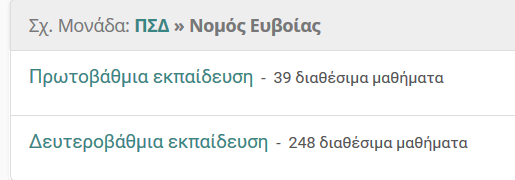 Σχ. Μονάδα: ΠΣΔ » Νομός Ευβοίας
Πρωτοβάθμια εκπαίδευση - 39 διαθέσιμα μαθήματα
Δευτεροβάθμια εκπαίδευση - 248 διαθέσιμα μαθήματα